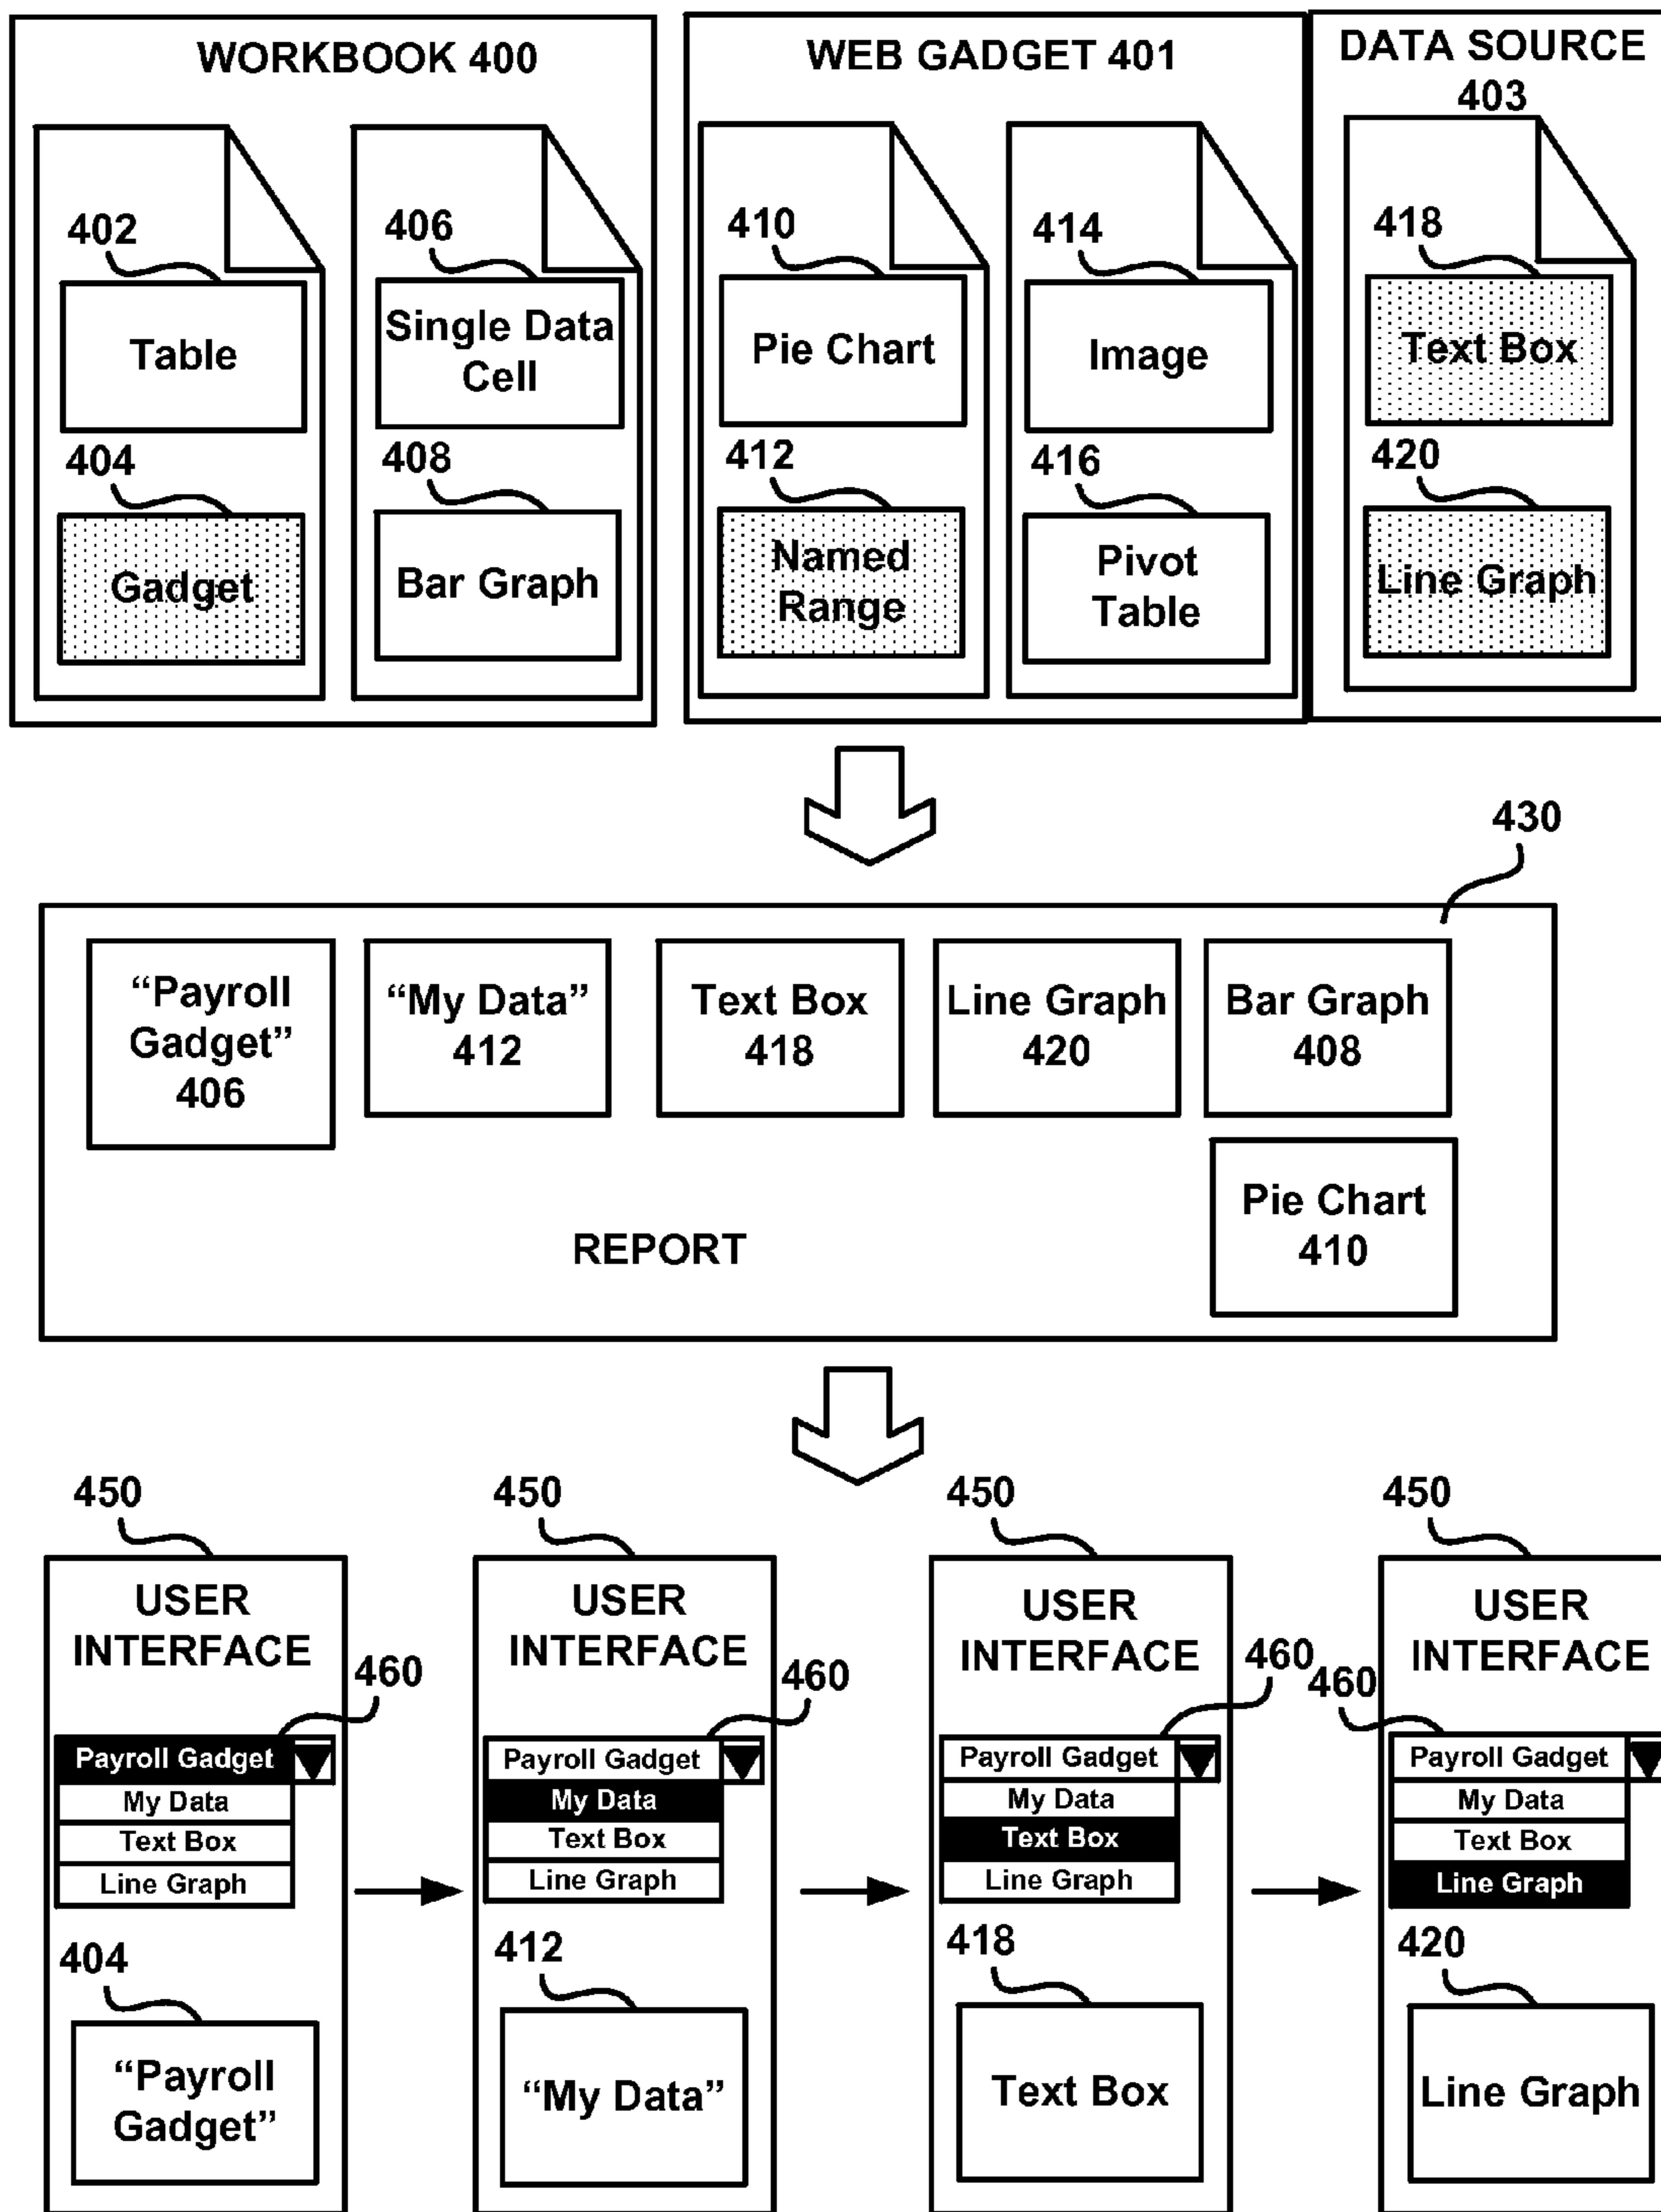 WORKBOOK 400
WEB GADGET 401
DATA SOURCE
403
402
406
410
414
418
Table
Single Data
Cell
Pie Chart
Image
Text Box
404
408
412
416
420
Gadget
Bar Graph
Named
Range
Pivot
Table
Line Graph
430
“Payroll
Gadget”
406
“My Data”
412
Text Box
418
Line Graph
420
Bar Graph
408
Pie Chart
410
REPORT
450
USER
INTERFACE
460
Payroll Gadget
My Data
Text Box
Line Graph
404
“Payroll
Gadget”
450
USER
INTERFACE
460
Payroll Gadget
My Data
Text Box
Line Graph
412
“My Data”
450
USER
INTERFACE
460
Payroll Gadget
My Data
Text Box
Line Graph
418
Text Box
450
USER
INTERFACE
460
Payroll Gadget
My Data
Text Box
Line Graph
420
Line Graph